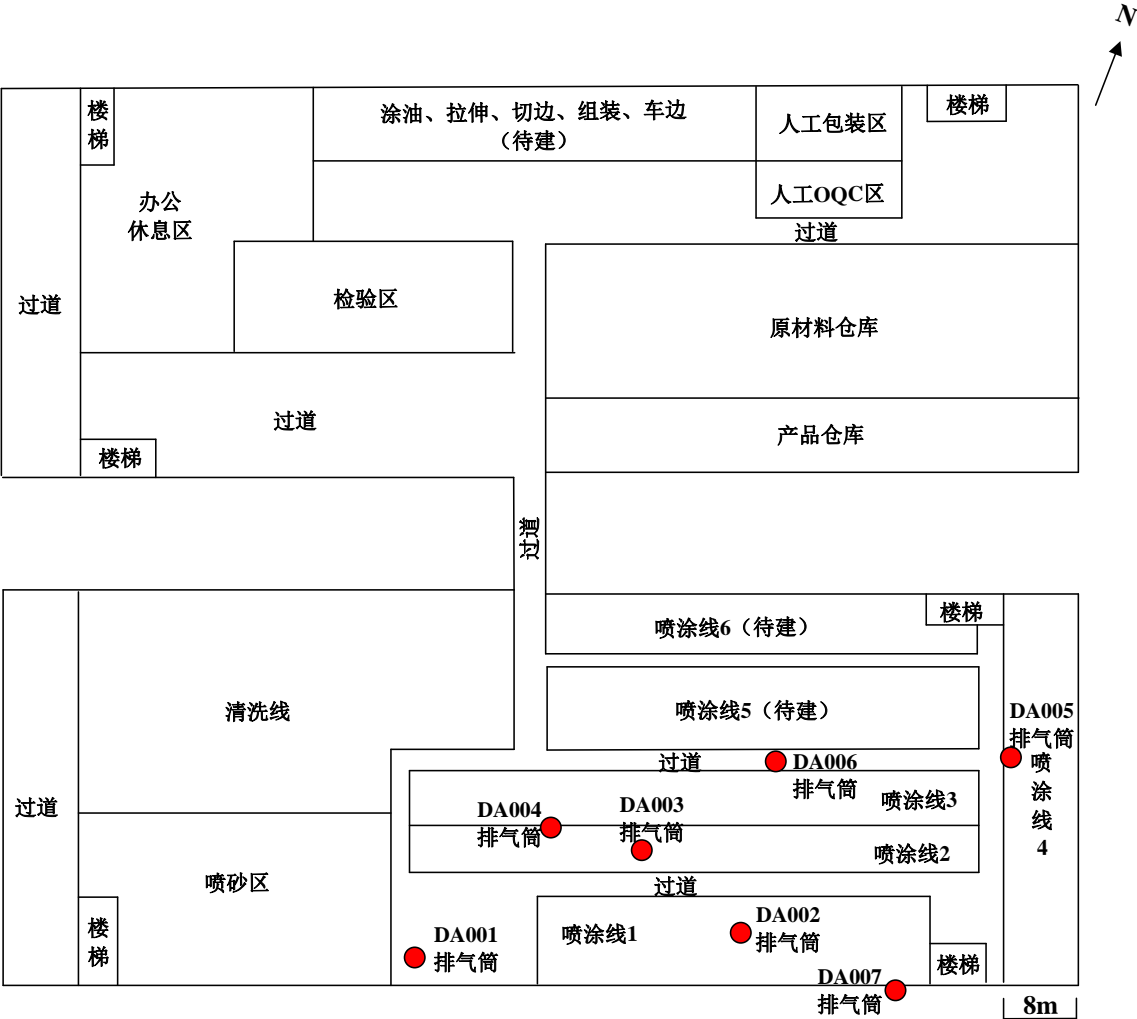 N
楼
梯
涂油、拉伸、切边、组装、车边
（待建）
人工包装区
楼梯
办公
休息区
人工OQC区
过道
过道
检验区
原材料仓库
过道
产品仓库
楼梯
过道
喷涂线6（待建）
楼梯
清洗线
喷涂线5（待建）
DA005
排气筒
过道
DA006
排气筒
喷
涂
线
4
过道
DA004
排气筒
DA003
排气筒
喷涂线3
喷涂线2
喷砂区
过道
楼
梯
DA001
排气筒
喷涂线1
DA002
排气筒
楼梯
DA007
排气筒
8m